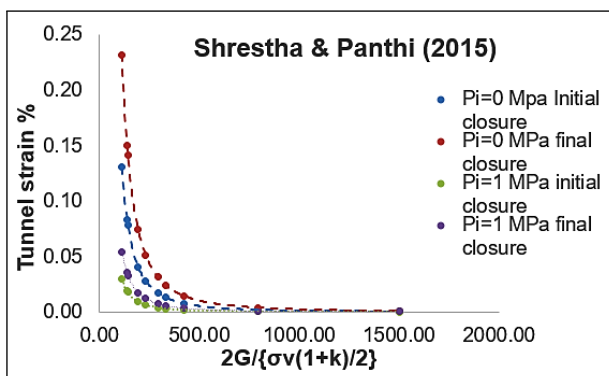 Shrestha & Panthi (2015)
Tunnel strain %
0.25
0.20
0.15
0.10
0.05
0.00
Pi=0 Mpa Initial
closure
Pi=0 MPa final
closure
Pi=1 MPa initial
closure
Pi=1 MPa final
closure
0.00 500.00 1000.00 1500.00 2000.00
2G/{σv(1+k)/2}